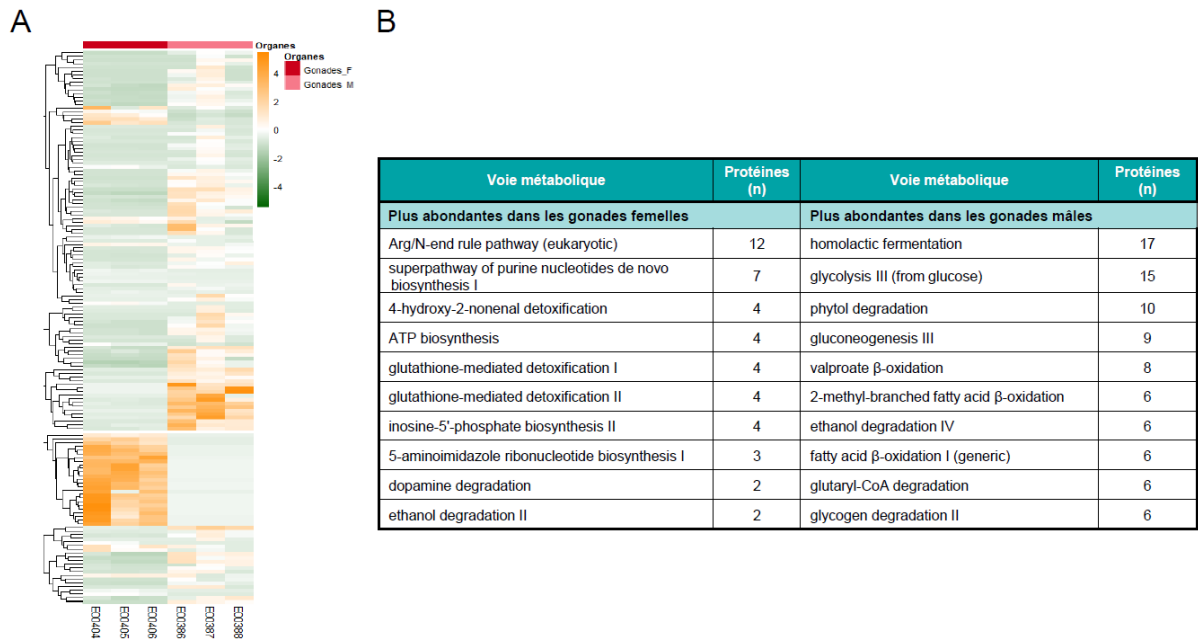 A
B
Organes
Organes
Gonades_F
Gonades_M
4
2
0
-2
-4
E00404
E00405
E00406
E00386
E00387
E00388
Voie métabolique Protéines (n) Voie métabolique Protéines (n)
Plus abondantes dans les gonades femelles Plus abondantes dans les gonades mâles
Arg/N-end rule pathway (eukaryotic) 12 homolactic fermentation 17
superpathway of purine nucleotides de novo
biosynthesis I 7 glycolysis III (from glucose) 15
4-hydroxy-2-nonenal detoxification 4 phytol degradation 10
ATP biosynthesis 4 gluconeogenesis III 9
glutathione-mediated detoxification I 4 valproate β-oxidation 8
glutathione-mediated detoxification II 4 2-methyl-branched fatty acid β-oxidation 6
inosine-5'-phosphate biosynthesis II 4 ethanol degradation IV 6
5-aminoimidazole ribonucleotide biosynthesis I 3 fatty acid β-oxidation I (generic) 6
dopamine degradation 2 glutaryl-CoA degradation 6
ethanol degradation II 2 glycogen degradation II 6